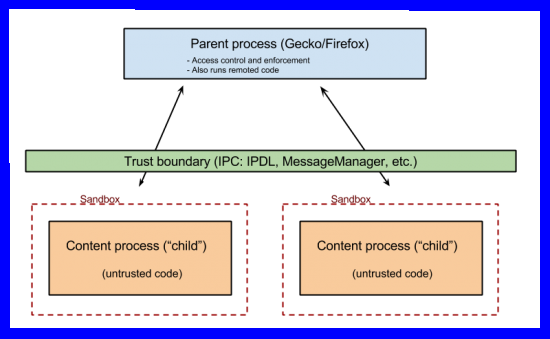 Parent process (Gecko/Firefox)
- Access control and enforcement
- Also runs remoted code
Trust boundary (IPC: IPDL, MessageManager, etc.)
Sandbox
Sandbox
Content process (“child”)
(untrusted code)
Content process (“child”)
(untrusted code)